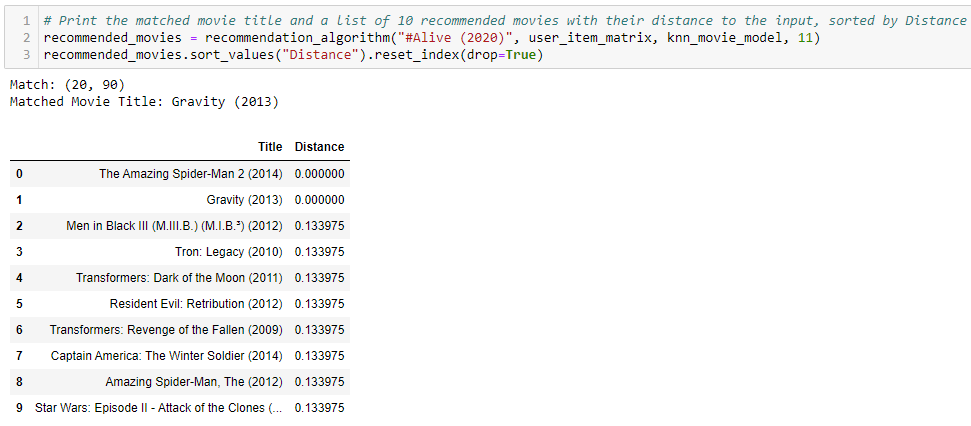 1 # Print the matched movie title and a list of 10 recommended movies with their distance to the input, sorted by Distance
2 recommended_movies = recommendation_algorithm("#Alive (2020)", user_item_matrix, knn_movie_model, 11)
3 recommended_movies.sort_values("Distance").reset_index(drop=True)
Match: (20, 90)
Matched Movie Title: Gravity (2013)
Title Distance
0 The Amazing Spider-Man 2 (2014) 0.000000
1 Gravity (2013) 0.000000
2 Men in Black III (M.III.B.) (M.I.B.³) (2012) 0.133975
3 Tron: Legacy (2010) 0.133975
4 Transformers: Dark of the Moon (2011) 0.133975
5 Resident Evil: Retribution (2012) 0.133975
6 Transformers: Revenge of the Fallen (2009) 0.133975
7 Captain America: The Winter Soldier (2014) 0.133975
8 Amazing Spider-Man, The (2012) 0.133975
9 Star Wars: Episode II - Attack of the Clones (... 0.133975